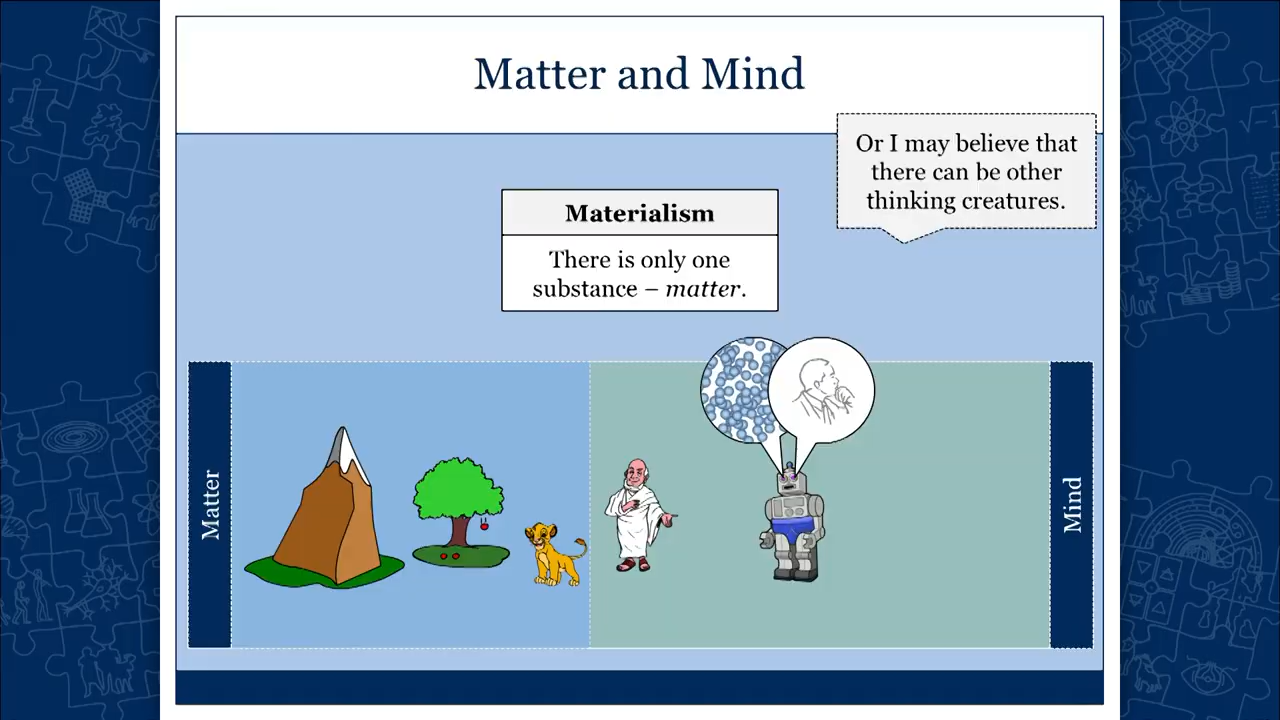 Matter and Mind
Or I may believe that
there can be other
thinking creatures.
Materialism
There is only one
substance – matter.
Matter
Mind